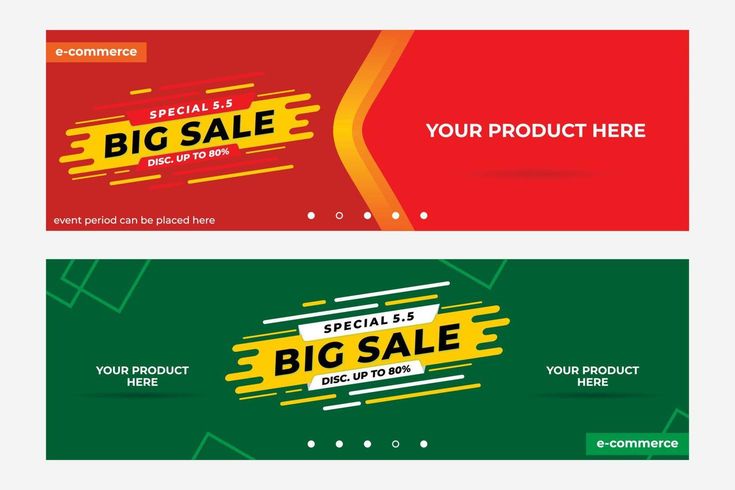 e-commerce
SPECIAL 5.5
BIG SALE
DISC. UP TO 80%
YOUR PRODUCT HERE
event period can be placed here
SPECIAL 5.5
BIG SALE
DISC. UP TO 80%
YOUR PRODUCT
HERE
YOUR PRODUCT
HERE
e-commerce